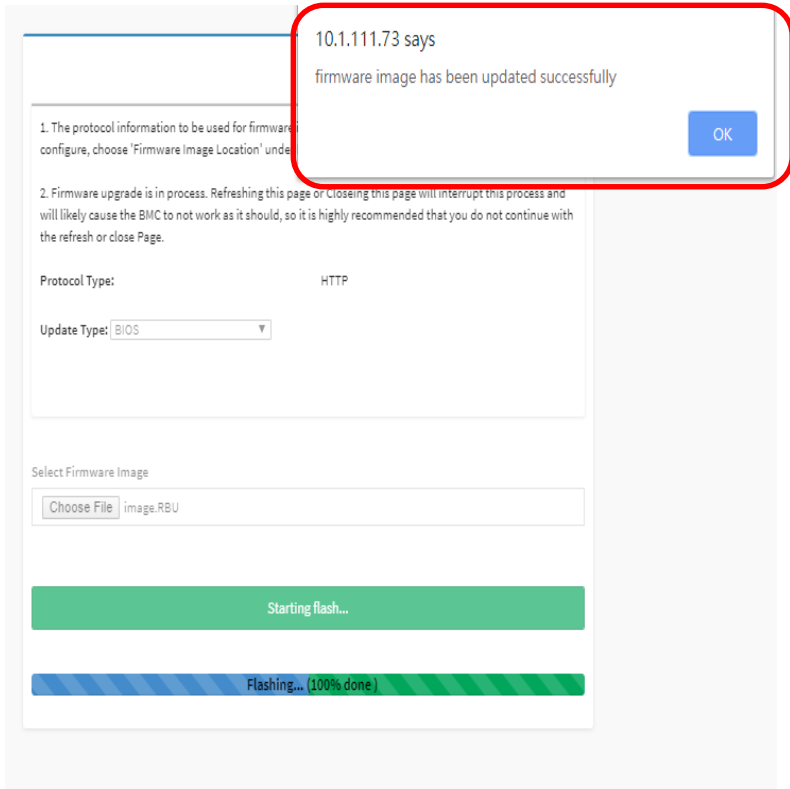 10.1.111.73 says
firmware image has been updated successfully
OK
1. The protocol information to be used for firmware
configure, choose 'Firmware Image Location' unde
2. Firmware upgrade is in process. Refreshing this page or Closeing this page will interrupt this process and
will likely cause the BMC to not work as it should, so it is highly recommended that you do not continue with
the refresh or close Page.
Protocol Type: HTTP
Update Type: BIOS
Select Firmware Image
Choose File image.RBU
Starting flash...
Flashing... (100% done )